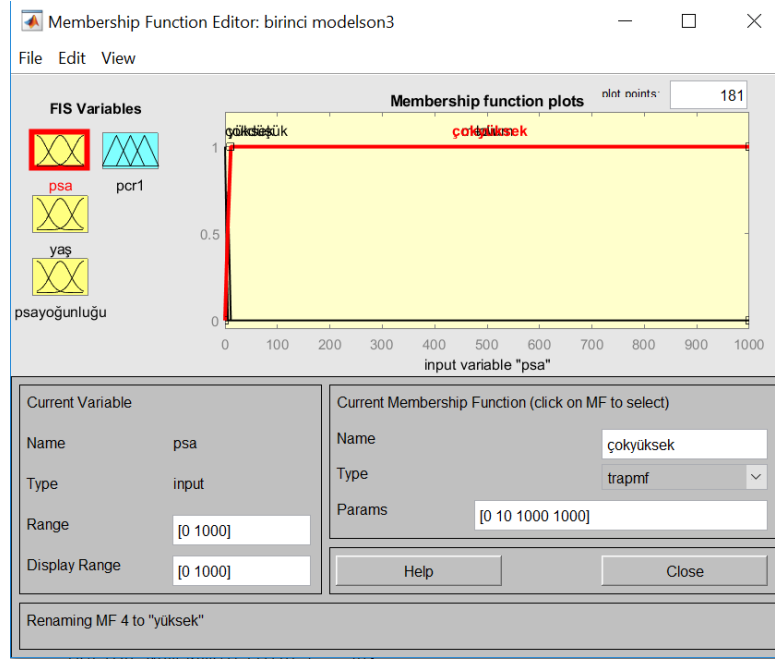 Membership Function Editor: birinci modelson3
File Edit View
FIS Variables
Membership function plots
plot points:
181
psa
pcr1
yaş
psayoğunluğu
çokyüksek
1
0.5
0
0 100 200 300 400 500 600 700 800 900 1000
input variable "psa"
Current Variable
Name psa
Type input
Range [0 1000]
Display Range [0 1000]
Current Membership Function (click on MF to select)
Name çokyüksek
Type trapmf
Params [0 10 1000 1000]
Help
Close
Renaming MF 4 to "yüksek"